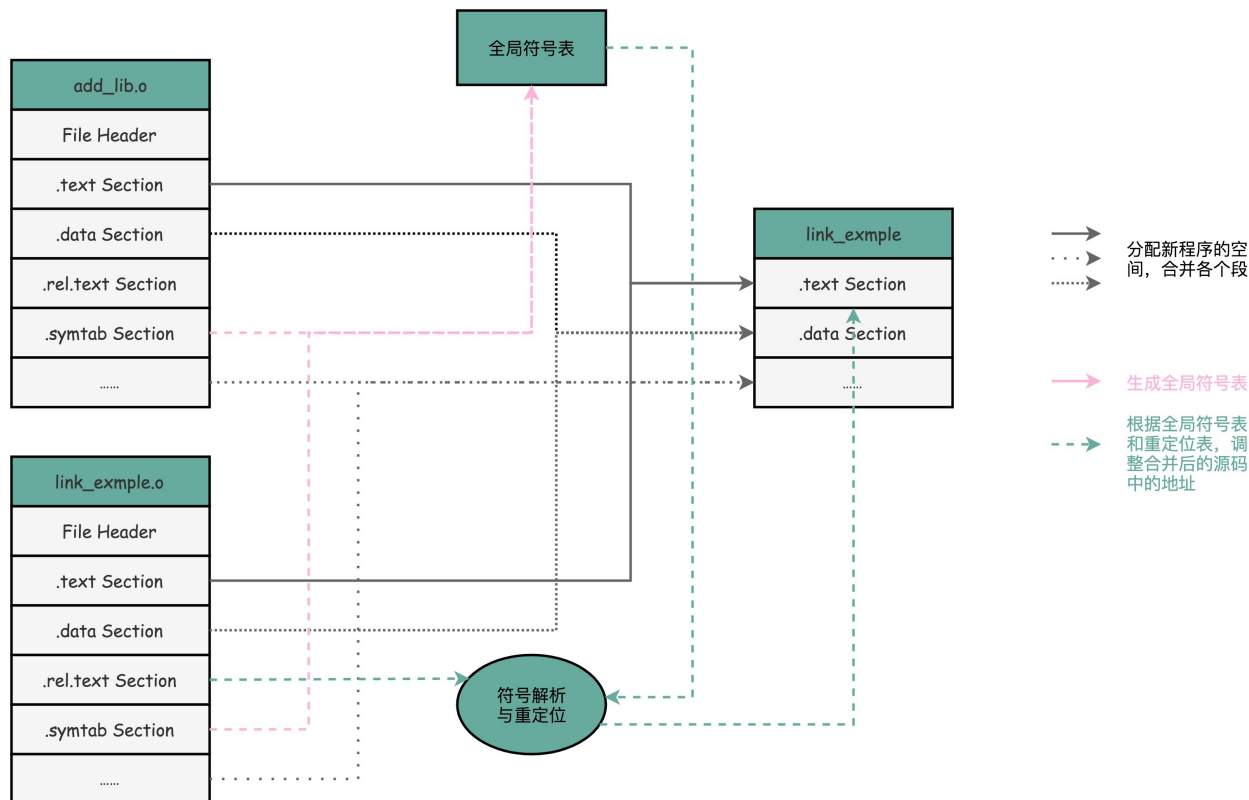 全局符号表
add_lib.o
File Header
.text Section
.data Section
.rel.text Section
.symtab Section
......
link_exmple.o
File Header
.text Section
.data Section
.rel.text Section
.symtab Section
......
符号解析
与重定位
link_exmple
.text Section
.data Section
......
分配新程序的空
间，合并各个段
生成全局符号表
根据全局符号表
和重定位表，调
整合并后的源码
中的地址